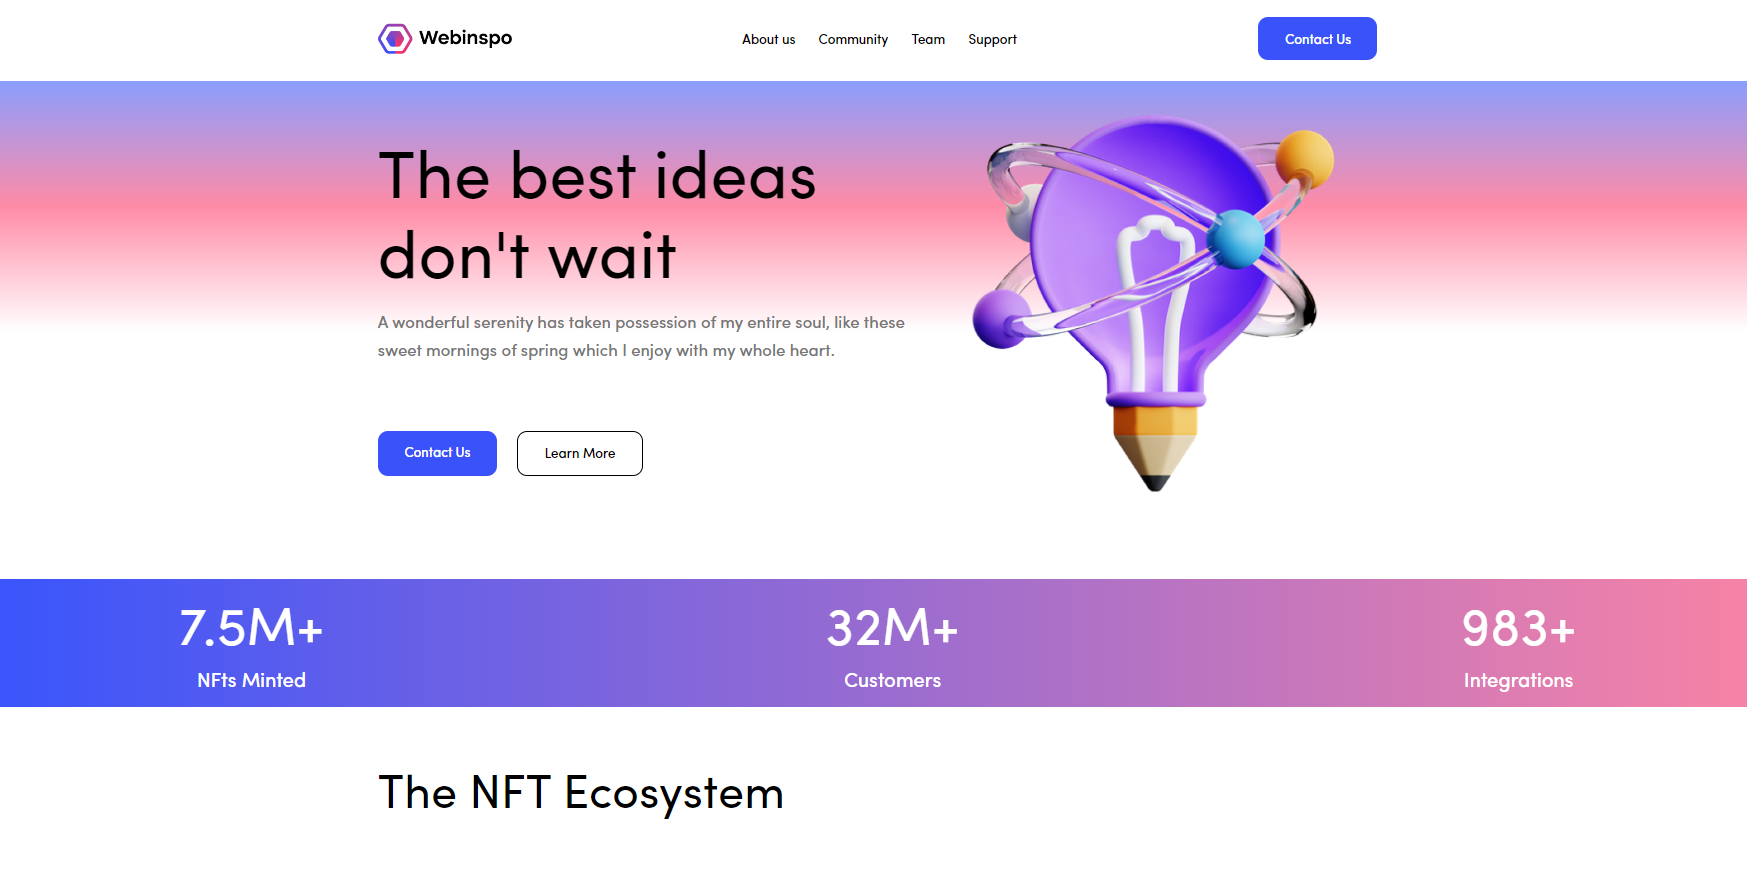 Webinspo
About us
Community
Team
Support
Contact Us
The best ideas
don't wait
A wonderful serenity has taken possession of my entire soul, like these
sweet mornings of spring which I enjoy with my whole heart.
Contact Us
Learn More
7.5M+
NFts Minted
32M+
Customers
983+
Integrations
The NFT Ecosystem